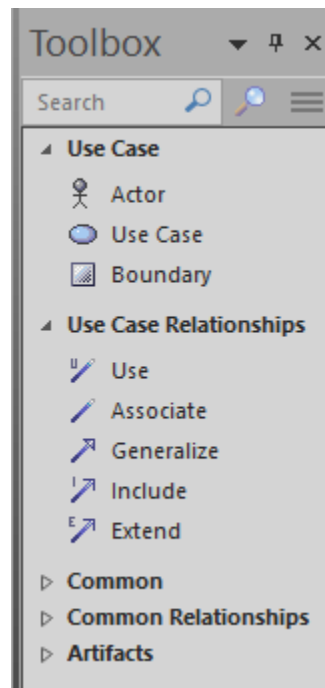 Toolbox
Search
Use Case
Actor
Use Case
Boundary
Use Case Relationships
U Use
Associate
Generalize
I Include
E Extend
Common
Common Relationships
Artifacts